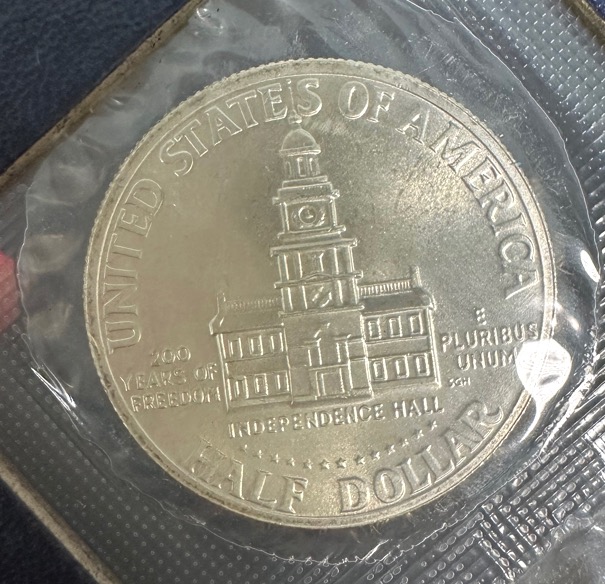 UNITED STATES OF AMERICA
200
YEARS OF
FREEDOM
E
PLURIBUS
UNUM
SGH
INDEPENDENCE HALL
HALF DOLLAR